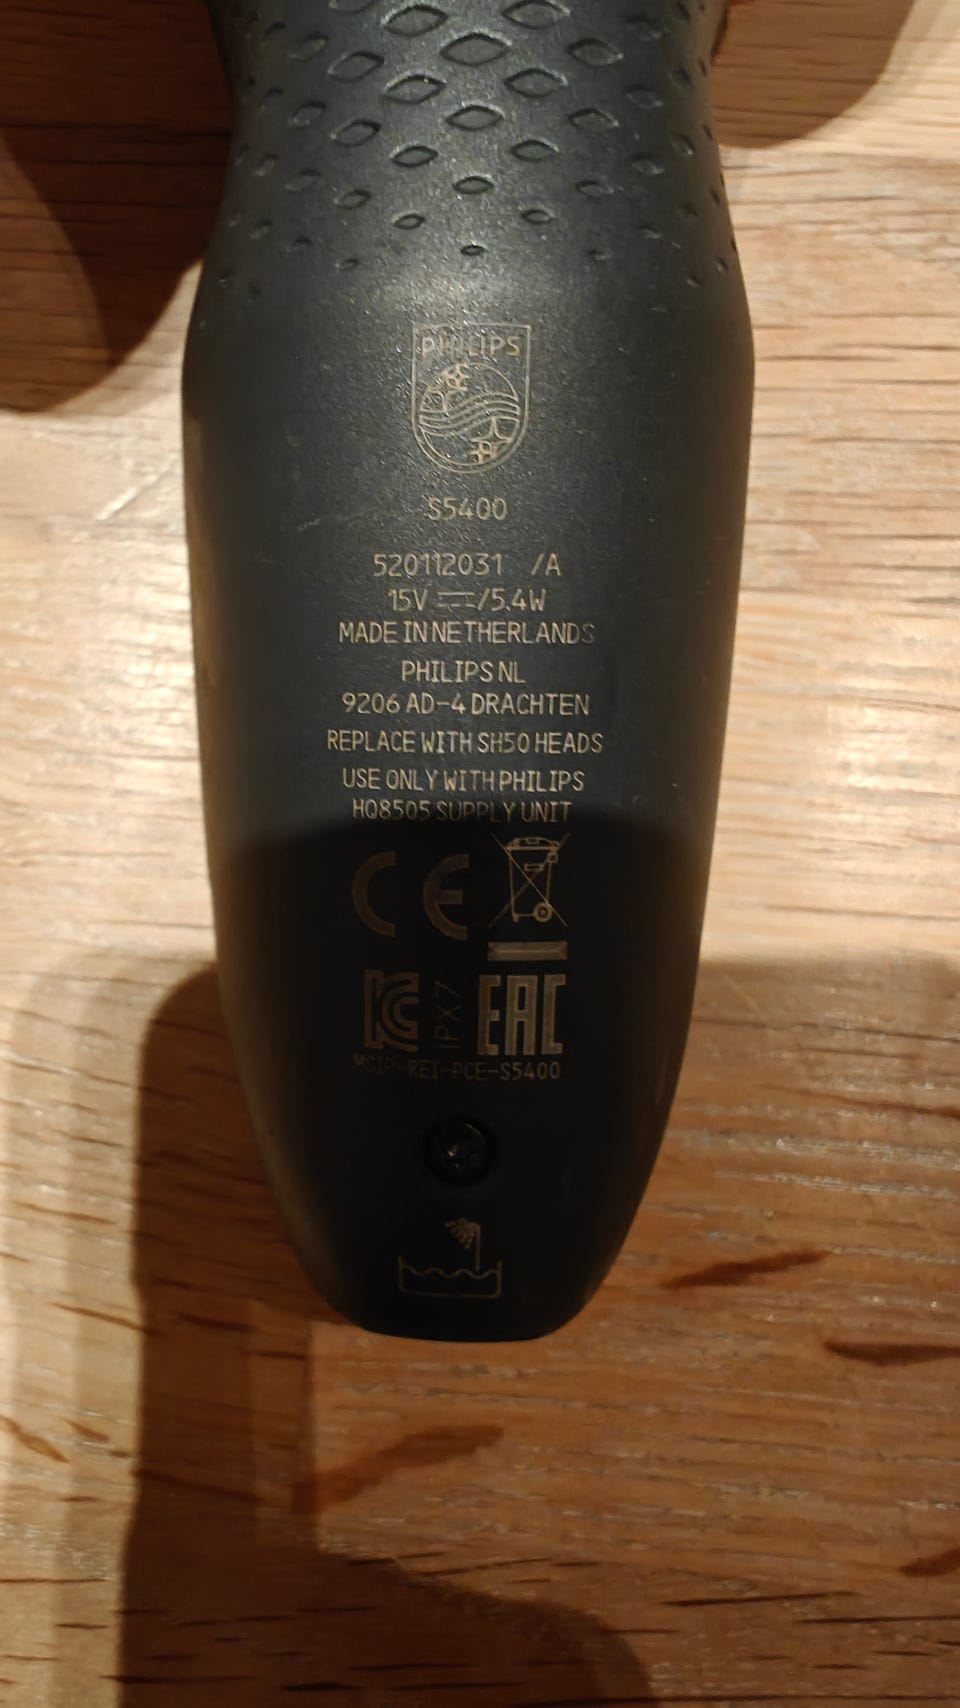 PHILIPS
S5400
520112031 /A
15V ⎓/5.4W
MADE IN NETHERLANDS
PHILIPS NL
9206 AD-4 DRACHTEN
REPLACE WITH SH50 HEADS
USE ONLY WITH PHILIPS
HQ8505 SUPPLY UNIT
CE
KC IPX7 EAC
MSIP-REI-PCE-S5400